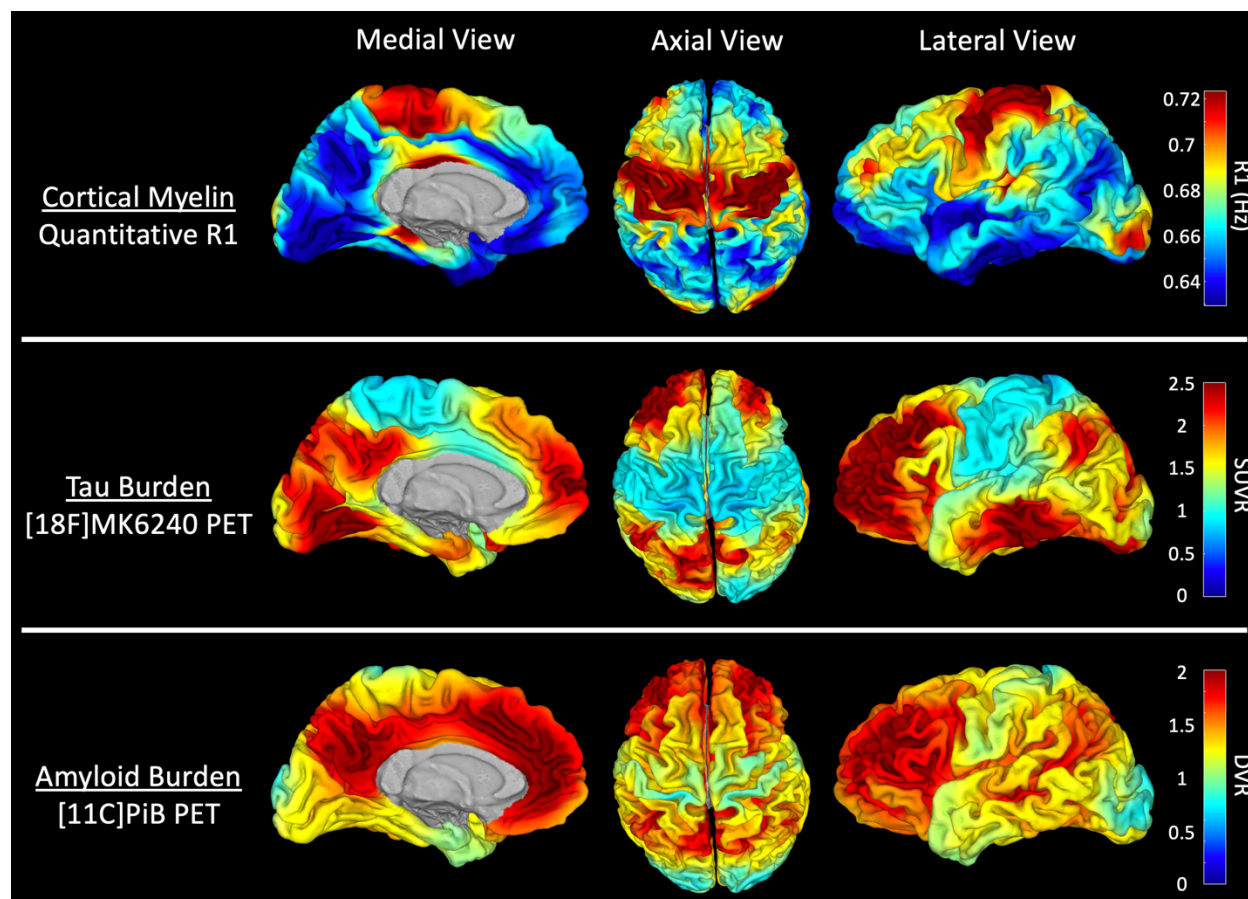 Medial View
Axial View
Lateral View
Cortical Myelin
Quantitative R1
0.72
0.7
0.68
0.66
0.64
R1 (Hz)
Tau Burden
[18F]MK6240 PET
2.5
2
1.5
1
0.5
0
SUVR
Amyloid Burden
[11C]PiB PET
2
1.5
1
0.5
0
DVR